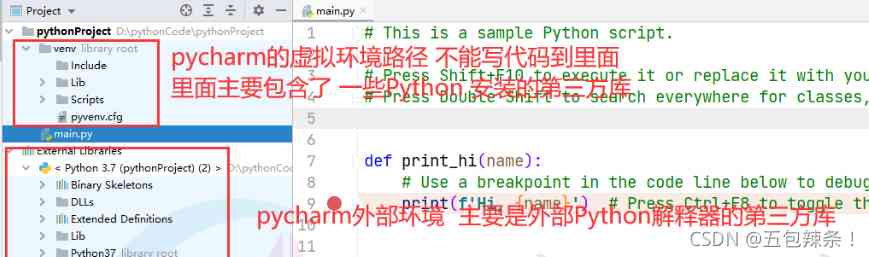 Project
main.py
pythonProject D:\pythonCode\pythonProject
venv library root
Include
Lib
Scripts
pyvenv.cfg
main.py
External Libraries
< Python 3.7 (pythonProject) (2) > D:\pythonCod
Binary Skeletons
DLLs
Extended Definitions
Lib
Python37
pycharm的虚拟环境路径 不能写代码到里面
里面主要包含了 一些Python 安装的第三方库
pycharm外部环境 主要是外部Python解释器的第三方库
1 # This is a sample Python script.
2
3 # Press Shift+F10 to execute it or replace it with you
4 # Press Double Shift to search everywhere for classes,
5
6
7 def print_hi(name):
8 # Use a breakpoint in the code line below to debug
9 print(f'Hi, {name}') # Press Ctrl+F8 to toggle th
10
11
CSDN @五包辣条！